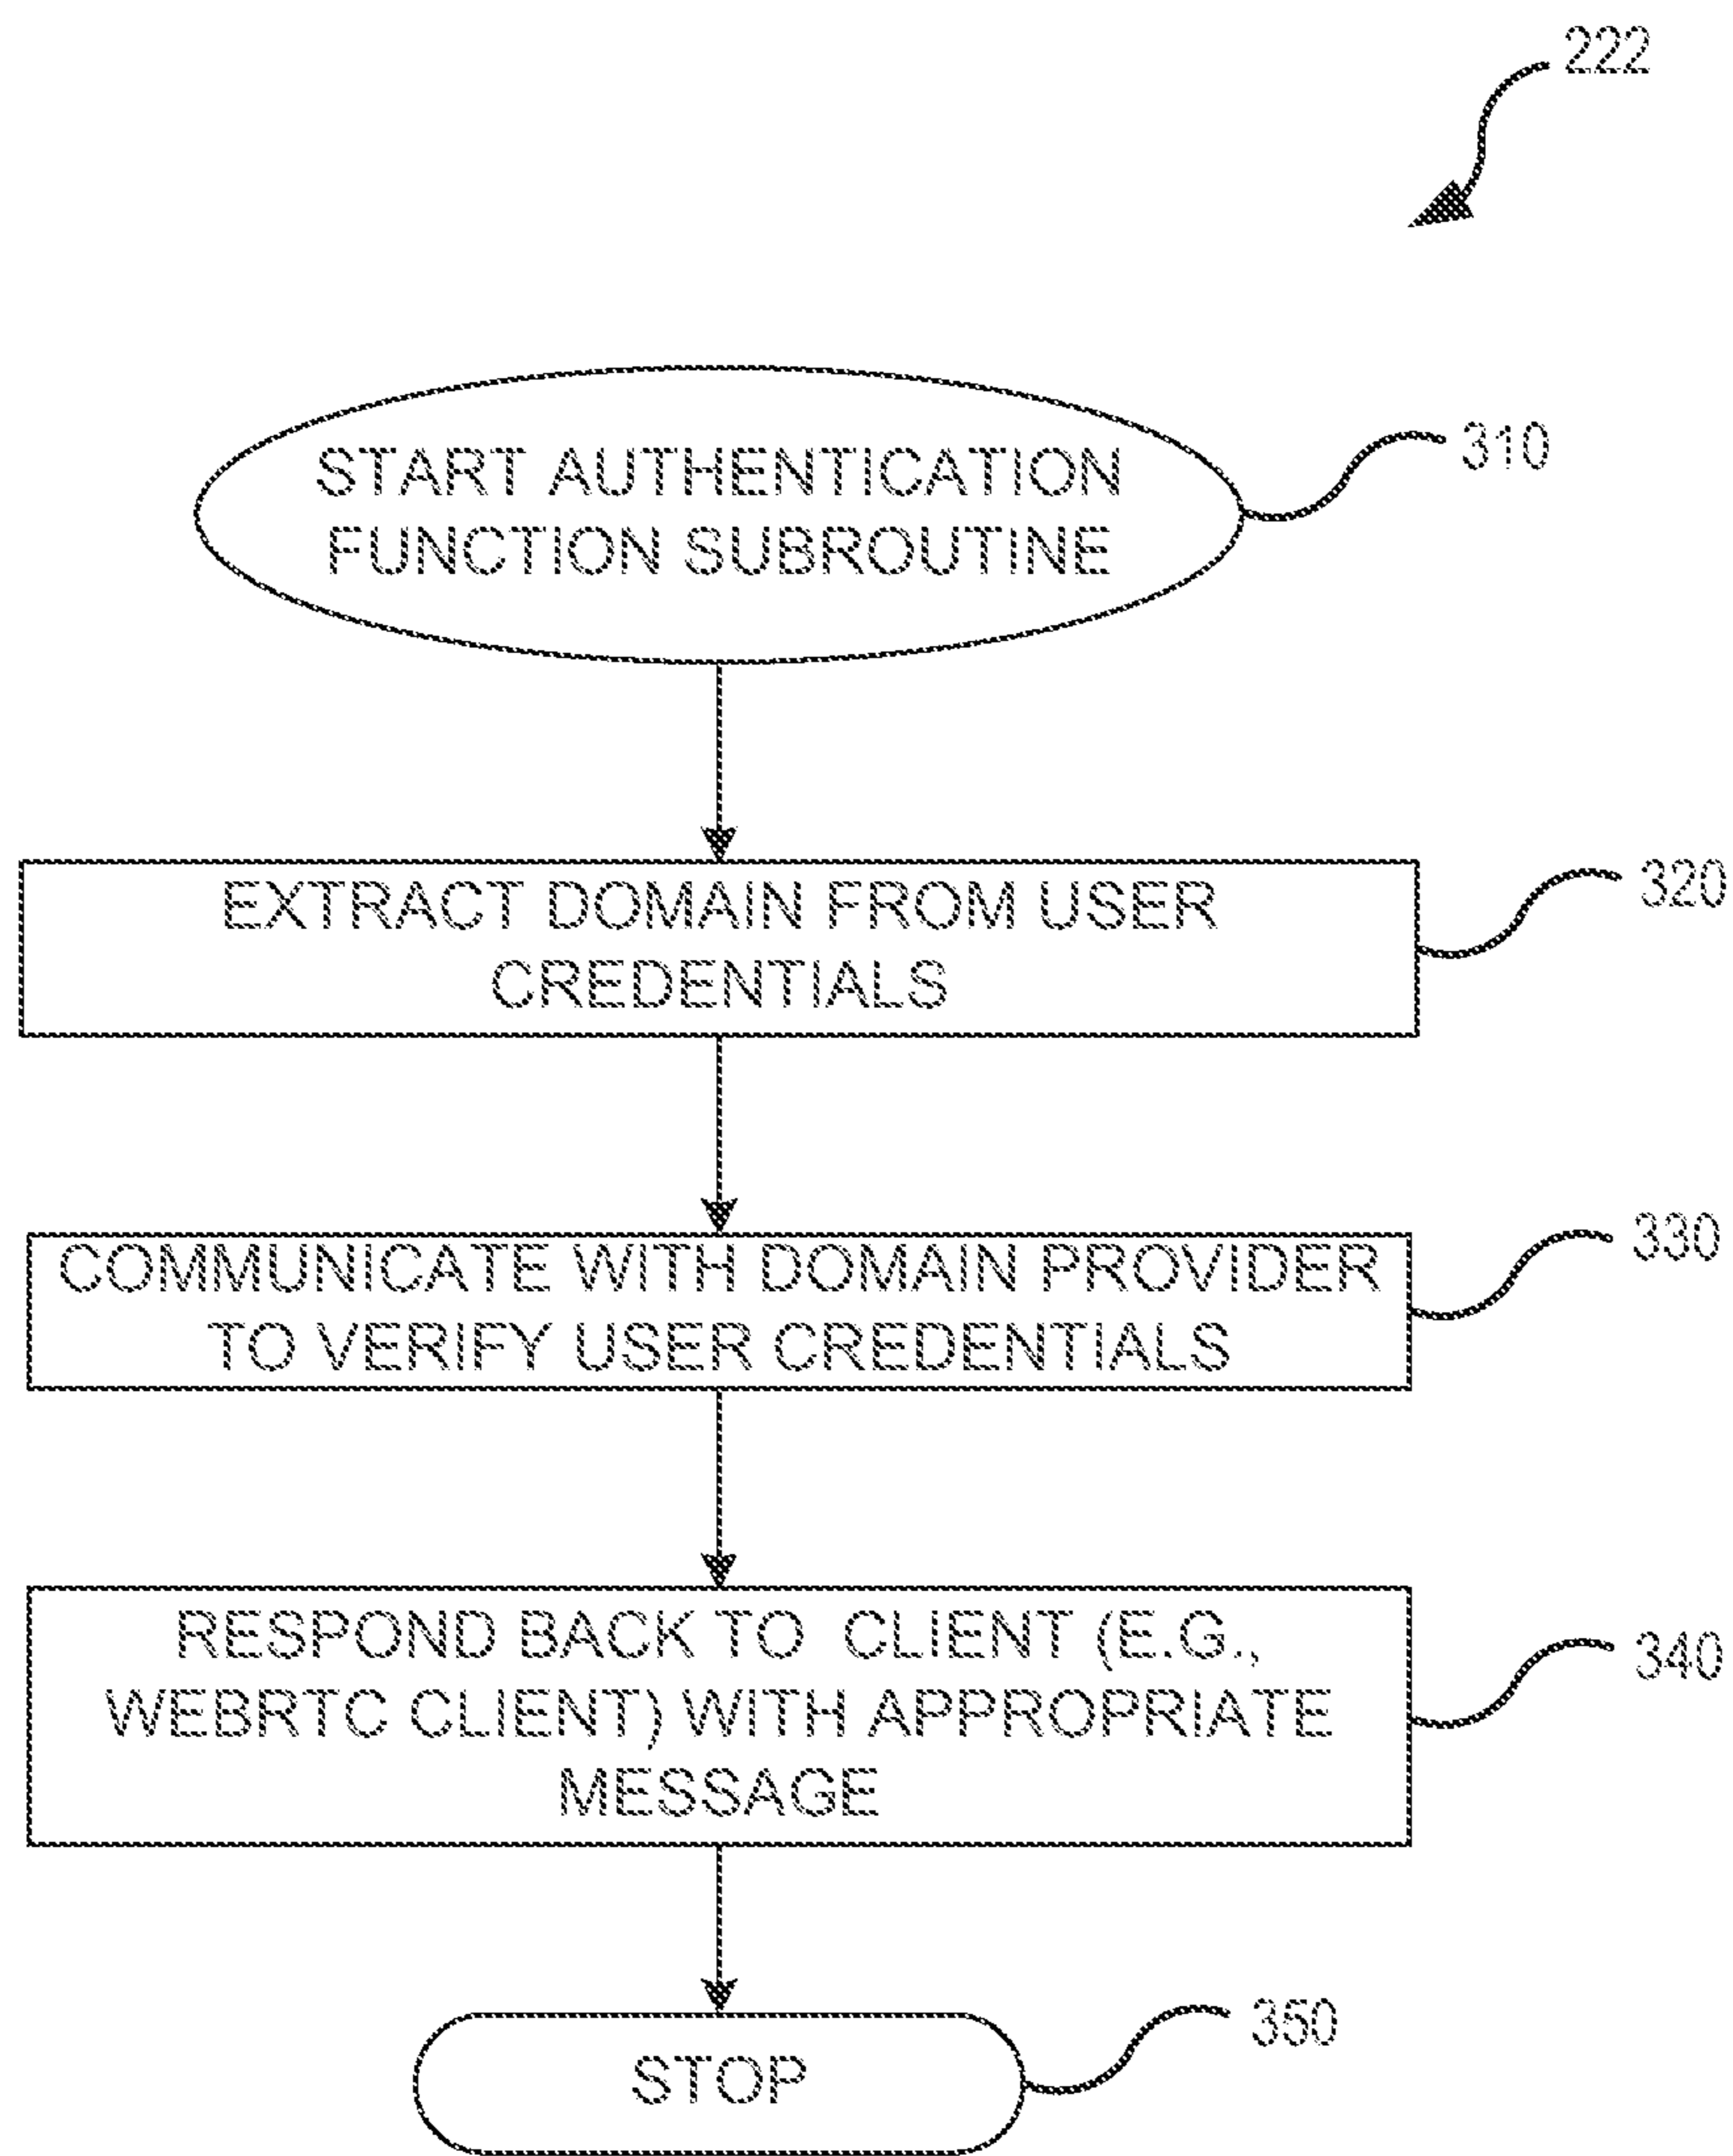 222
START AUTHENTICATION
FUNCTION SUBROUTINE
310
EXTRACT DOMAIN FROM USER
CREDENTIALS
320
COMMUNICATE WITH DOMAIN PROVIDER
TO VERIFY USER CREDENTIALS
330
RESPOND BACK TO CLIENT (E.G.,
WEBRTC CLIENT) WITH APPROPRIATE
MESSAGE
340
STOP
350